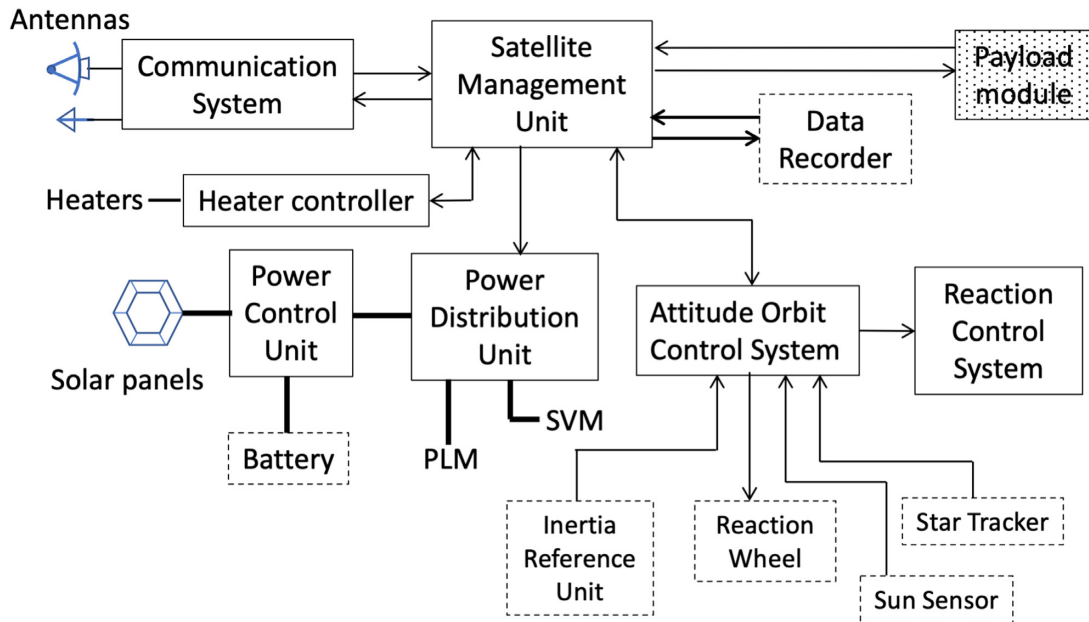 Antennas
Communication
System
Satellite
Management
Unit
Payload
module
Data
Recorder
Heaters
Heater controller
Power
Control
Unit
Power
Distribution
Unit
Attitude Orbit
Control System
Reaction
Control
System
Solar panels
SVM
PLM
Battery
Inertia
Reference
Unit
Reaction
Wheel
Star Tracker
Sun Sensor